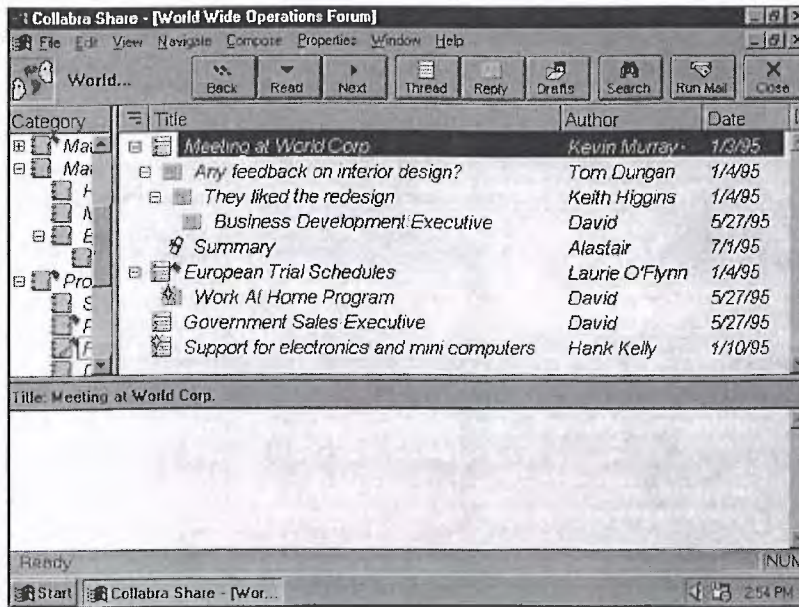 Collabra Share - [World Wide Operations Forum]
File Edit View Navigate Compose Properties Window Help
World... Back Read Next Thread Reply Drafts Search Run Mail Close
Category Title Author Date
Meeting at World Corp Kevin Murray 1/3/95
Any feedback on interior design? Tom Dungan 1/4/95
They liked the redesign Keith Higgins 1/4/95
Business Development Executive David 5/27/95
Summary Alastair 7/1/95
European Trial Schedules Laurie O'Flynn 1/4/95
Pro
Work At Home Program David 5/27/95
Government Sales Executive David 5/27/95
Support for electronics and mini computers Hank Kelly 1/10/95
Title: Meeting at World Corp.
Ready NUM
Start Collabra Share - [Wor... 2:54 PM